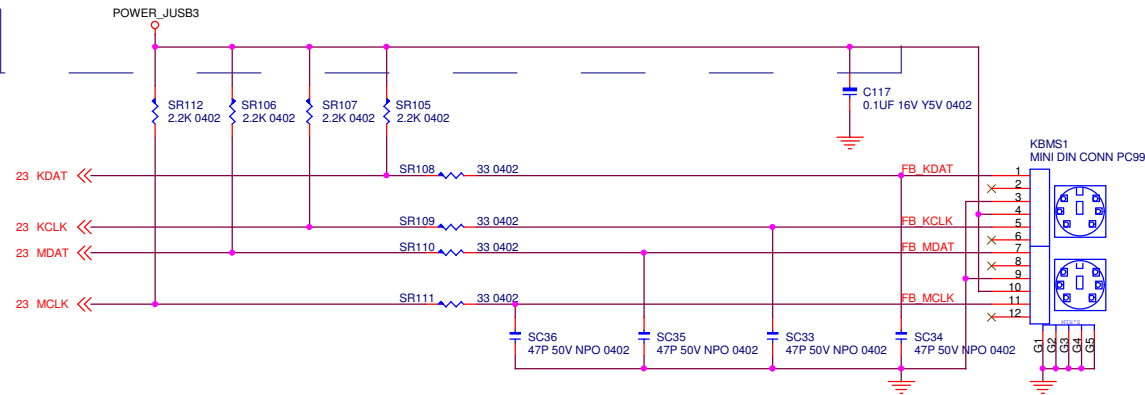 POWER_JUSB3
SR112
2.2K 0402
SR106
2.2K 0402
SR107
2.2K 0402
SR105
2.2K 0402
C117
0.1UF 16V Y5V 0402
KBMS1
MINI DIN CONN PC99
23 KDAT
SR108
33 0402
FB_KDAT
1
2
3
4
23 KCLK
SR109
33 0402
FB_KCLK
5
6
23 MDAT
SR110
33 0402
FB_MDAT
7
8
9
10
23 MCLK
SR111
33 0402
FB_MCLK
11
12
SC36
47P 50V NPO 0402
SC35
47P 50V NPO 0402
SC33
47P 50V NPO 0402
SC34
47P 50V NPO 0402
G1
G2
G3
G4
G5